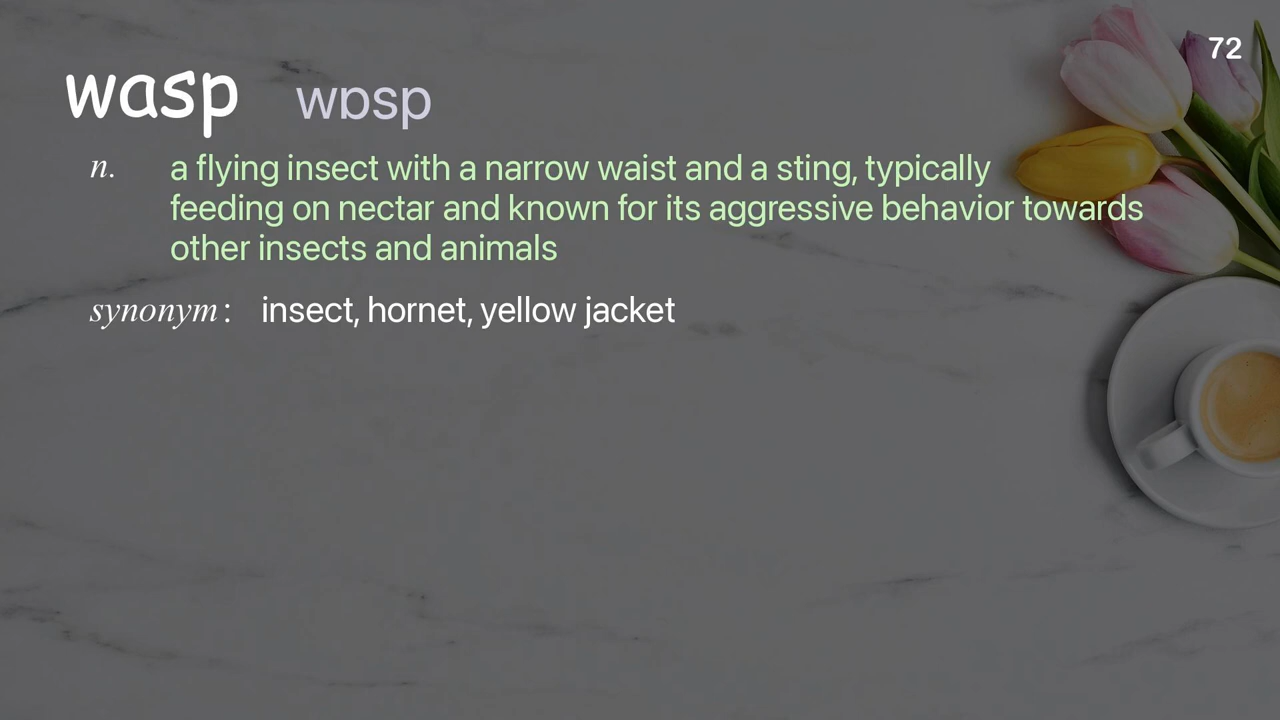 72
wasp wɒsp
n. a flying insect with a narrow waist and a sting, typically
feeding on nectar and known for its aggressive behavior towards
other insects and animals
synonym: insect, hornet, yellow jacket